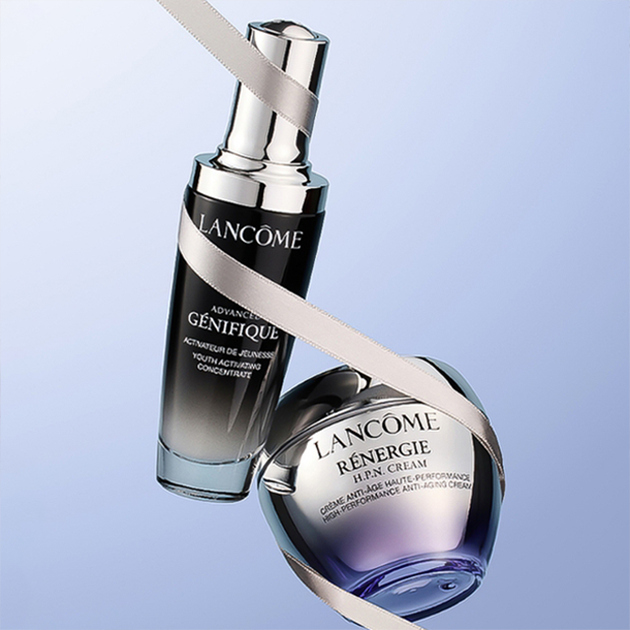 LANCÔME
ADVANCED
GÉNIFIQUE
ACTIVATEUR DE JEUNESSE
YOUTH ACTIVATING
CONCENTRATE
LANCÔME
RÉNERGIE
H.P.N. CREAM
CRÈME ANTI-ÂGE HAUTE-PERFORMANCE
HIGH-PERFORMANCE ANTI-AGING CREAM